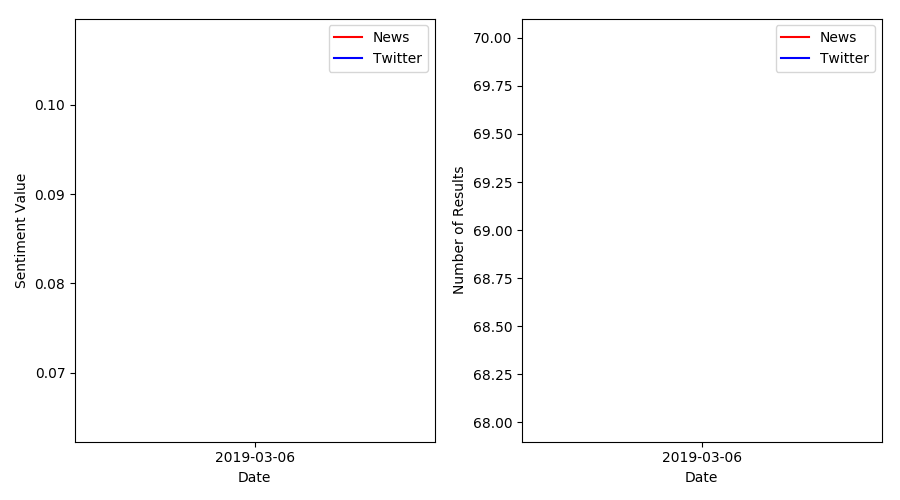 News
Twitter
0.10
0.09
0.08
0.07
Sentiment Value
2019-03-06
Date
News
Twitter
70.00
69.75
69.50
69.25
69.00
68.75
68.50
68.25
68.00
Number of Results
2019-03-06
Date